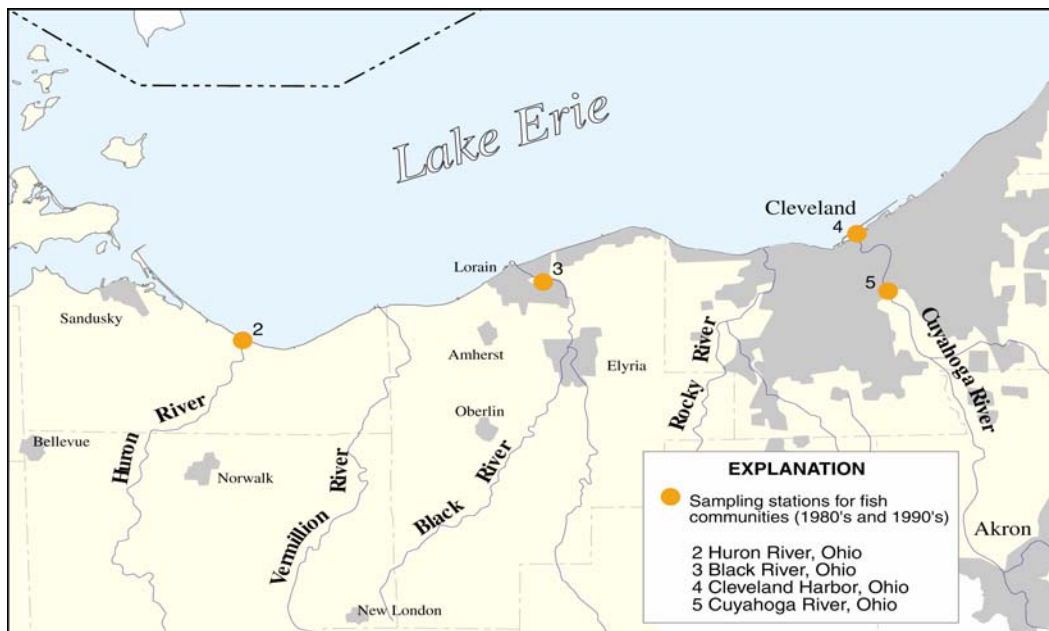 Lake Erie
Cleveland
4
Lorain
3
5
Sandusky
2
Amherst
Elyria
Cuyahoga River
Rocky River
Huron River
Bellevue
Norwalk
Vermillion River
Oberlin
Black River
New London
Akron
EXPLANATION
Sampling stations for fish
communities (1980's and 1990's)
2 Huron River, Ohio
3 Black River, Ohio
4 Cleveland Harbor, Ohio
5 Cuyahoga River, Ohio